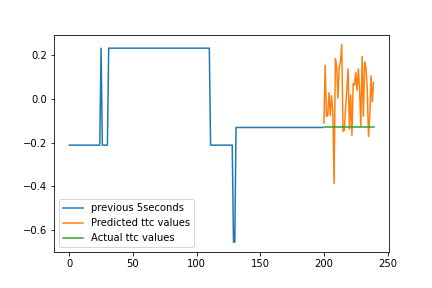 0.2
0.0
−0.2
−0.4
−0.6
previous 5seconds
Predicted ttc values
Actual ttc values
0 50 100 150 200 250